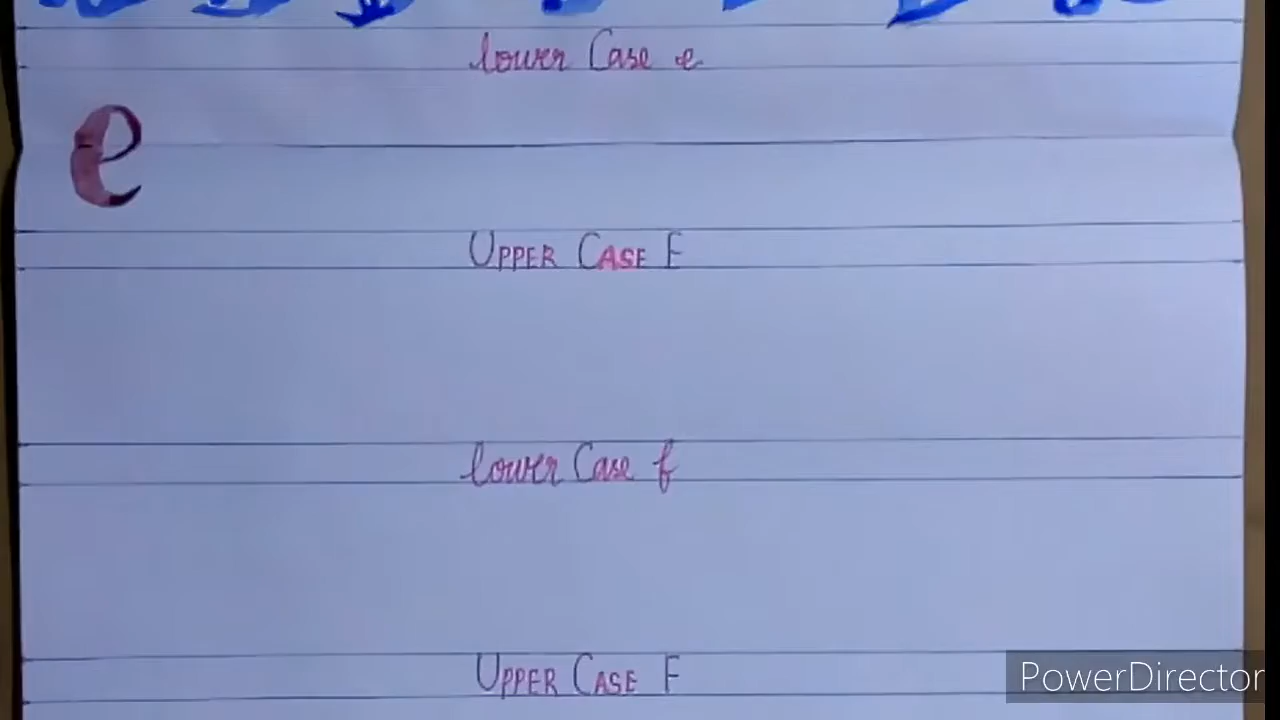 lower Case e
e
UPPER CASE E
lower Case f
UPPER CASE F
PowerDirector